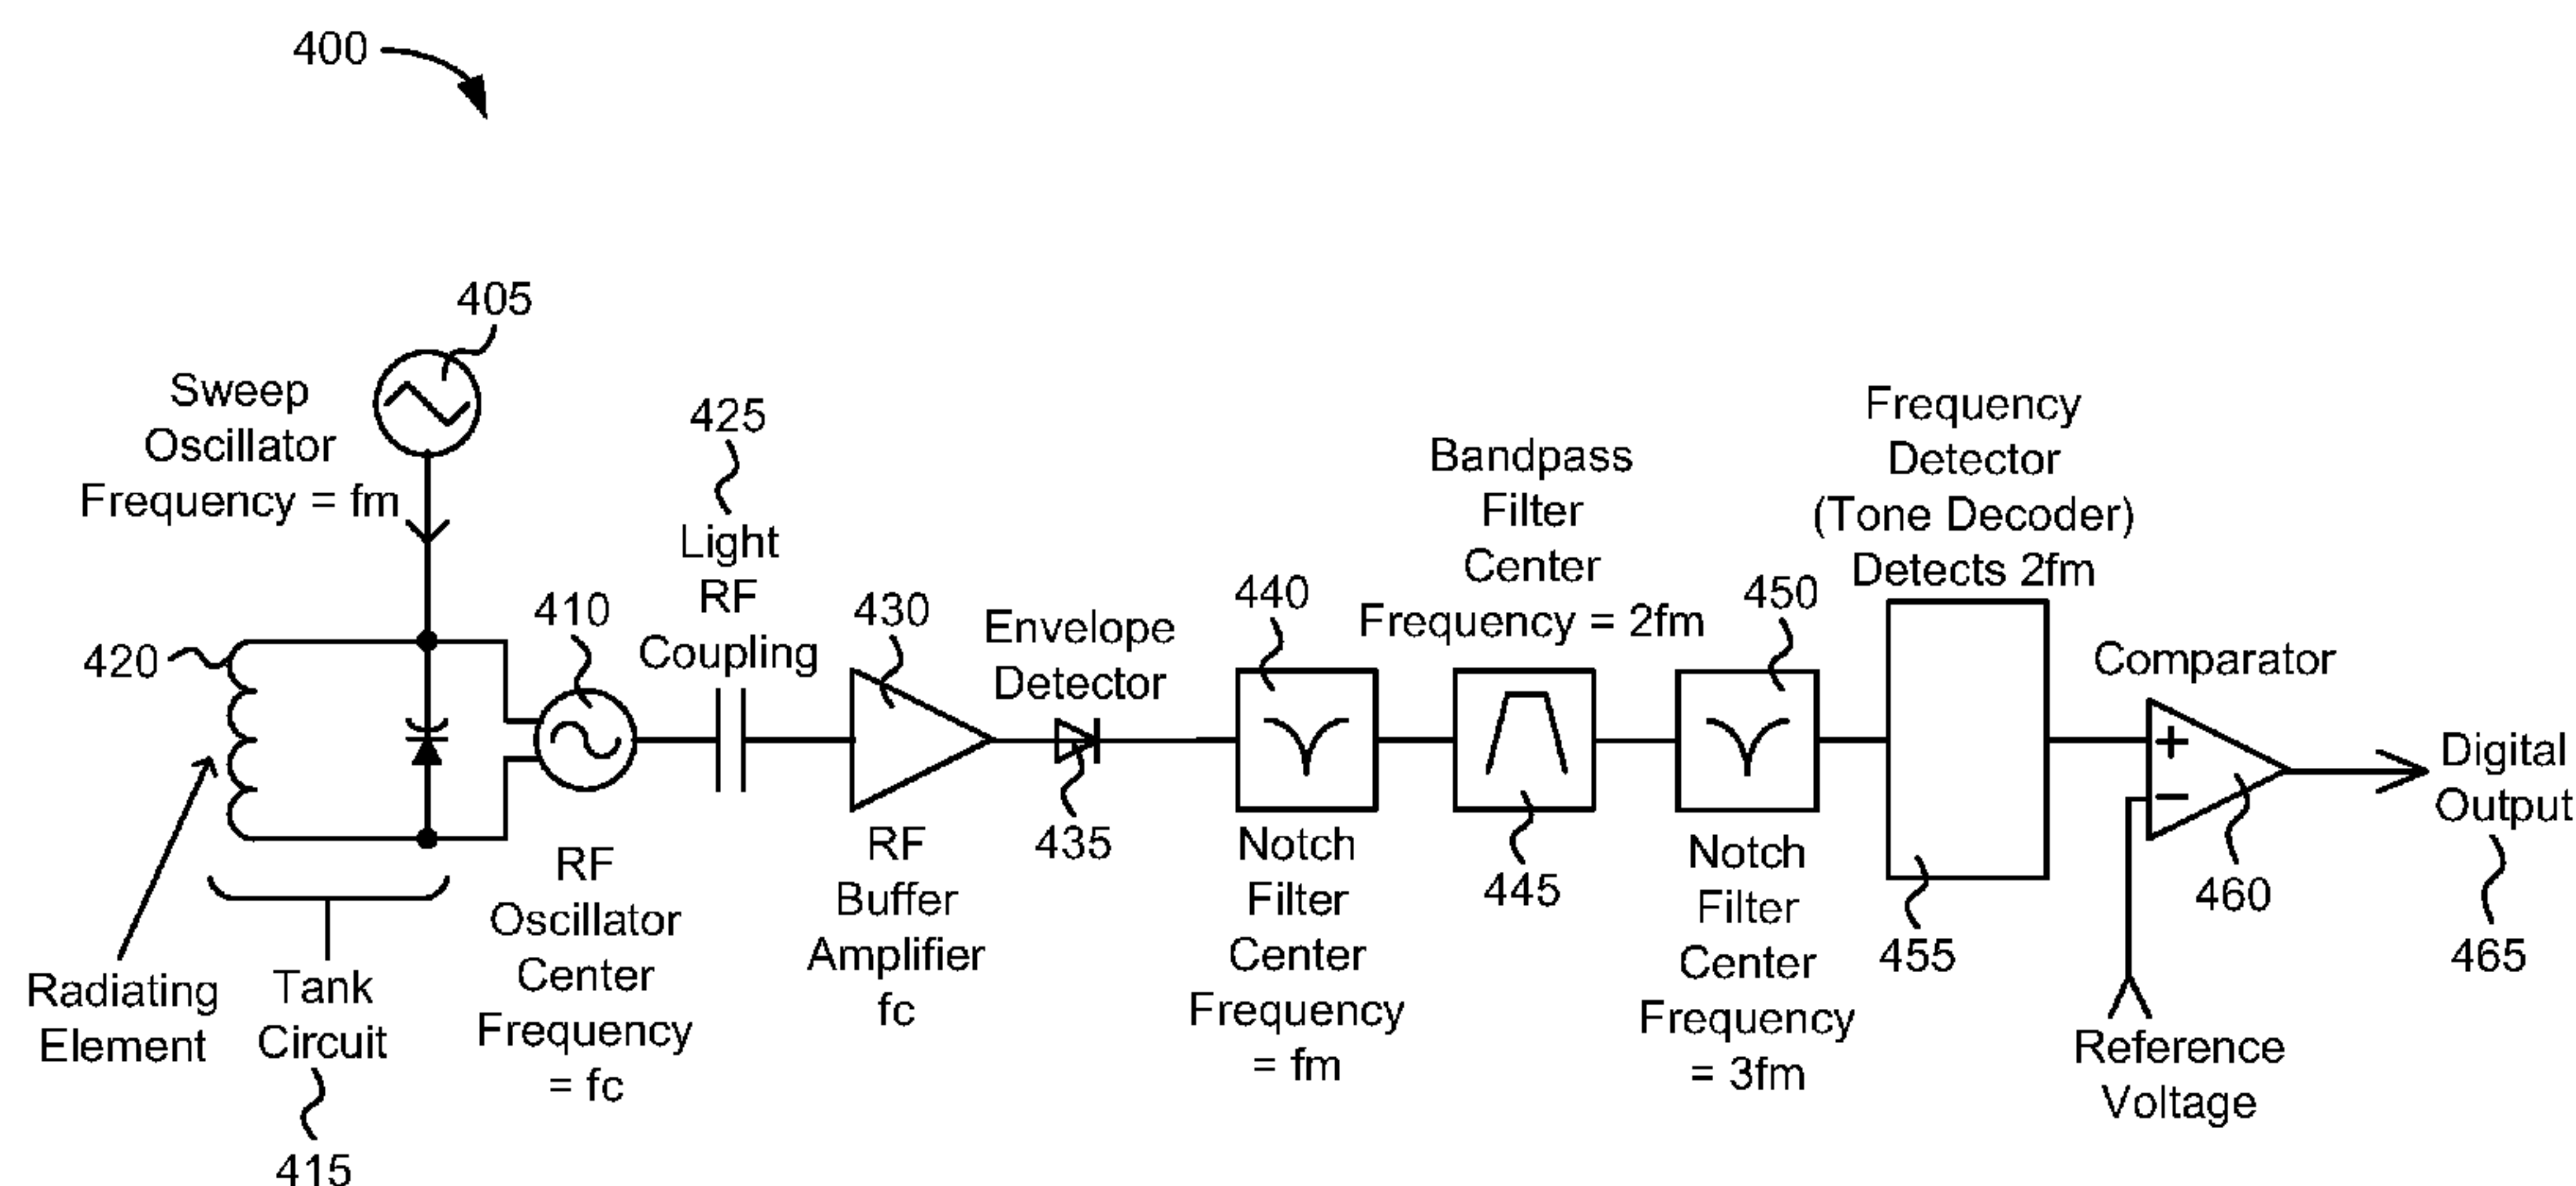 400
405
Sweep
Oscillator
Frequency = fm
425
Light
RF
Coupling
420
410
430
Envelope
Detector
440
Bandpass
Filter
Center
Frequency = 2fm
450
Frequency
Detector
(Tone Decoder)
Detects 2fm
Comparator
+
−
Digital
Output
Radiating
Element
Tank
Circuit
415
RF
Oscillator
Center
Frequency
= fc
RF
Buffer
Amplifier
fc
435
Notch
Filter
Center
Frequency
= fm
445
Notch
Filter
Center
Frequency
= 3fm
455
460
465
Reference
Voltage